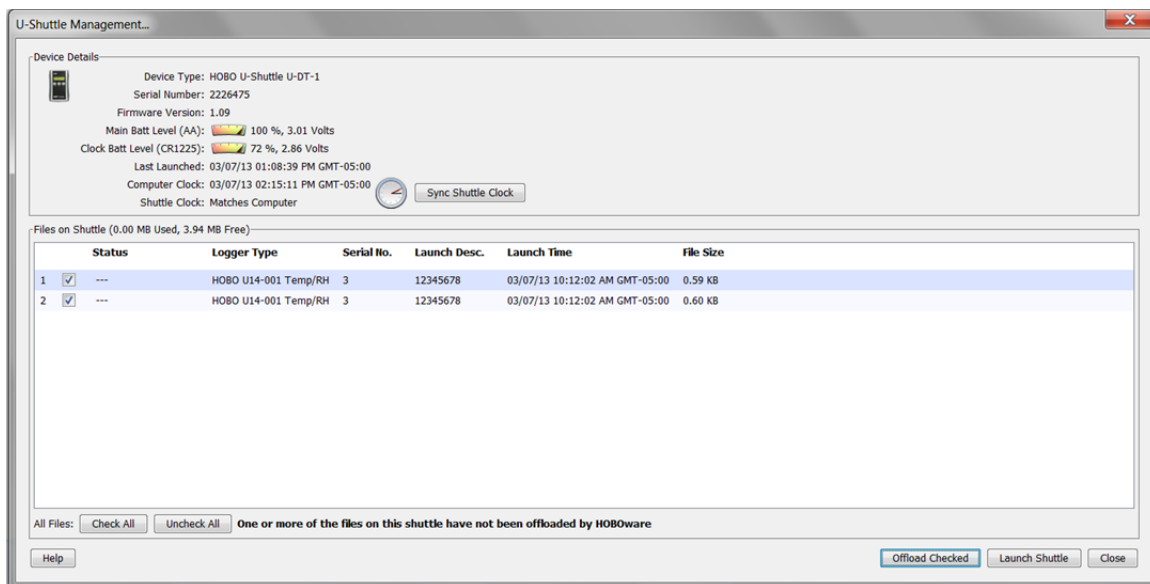 U-Shuttle Management...
Device Details
Device Type: HOBO U-Shuttle U-DT-1
Serial Number: 2226475
Firmware Version: 1.09
Main Batt Level (AA): 100 %, 3.01 Volts
Clock Batt Level (CR1225): 72 %, 2.86 Volts
Last Launched: 03/07/13 01:08:39 PM GMT-05:00
Computer Clock: 03/07/13 02:15:11 PM GMT-05:00
Shuttle Clock: Matches Computer
Sync Shuttle Clock
Files on Shuttle (0.00 MB Used, 3.94 MB Free)
Status Logger Type Serial No. Launch Desc. Launch Time File Size
1 --- HOBO U14-001 Temp/RH 3 12345678 03/07/13 10:12:02 AM GMT-05:00 0.59 KB
2 --- HOBO U14-001 Temp/RH 3 12345678 03/07/13 10:12:02 AM GMT-05:00 0.60 KB
All Files: Check All Uncheck All One or more of the files on this shuttle have not been offloaded by HOBOware
Help Offload Checked Launch Shuttle Close